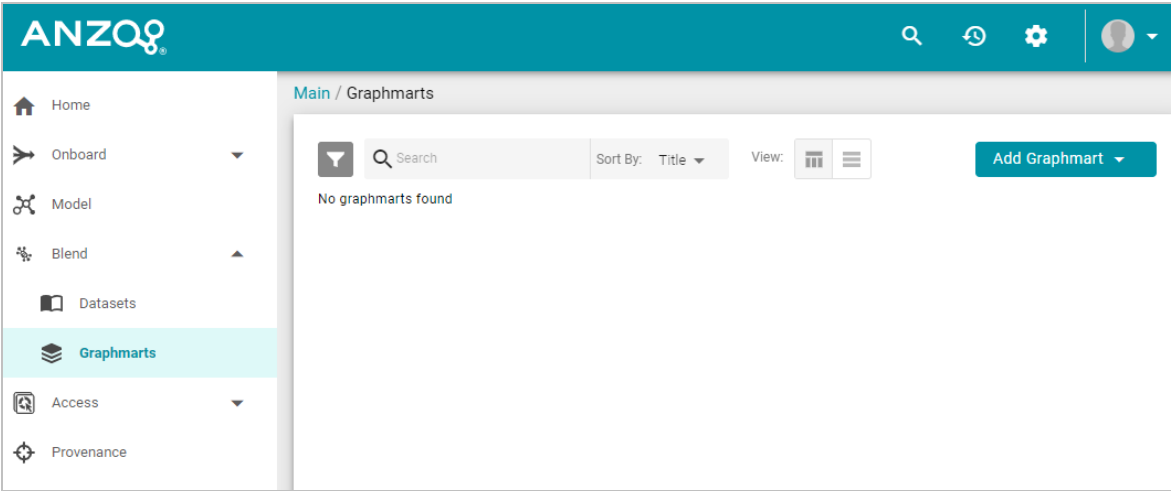 ANZO®
Home
Onboard
Model
Blend
Datasets
Graphmarts
Access
Provenance
Main / Graphmarts
Search
Sort By: Title
View:
Add Graphmart
No graphmarts found